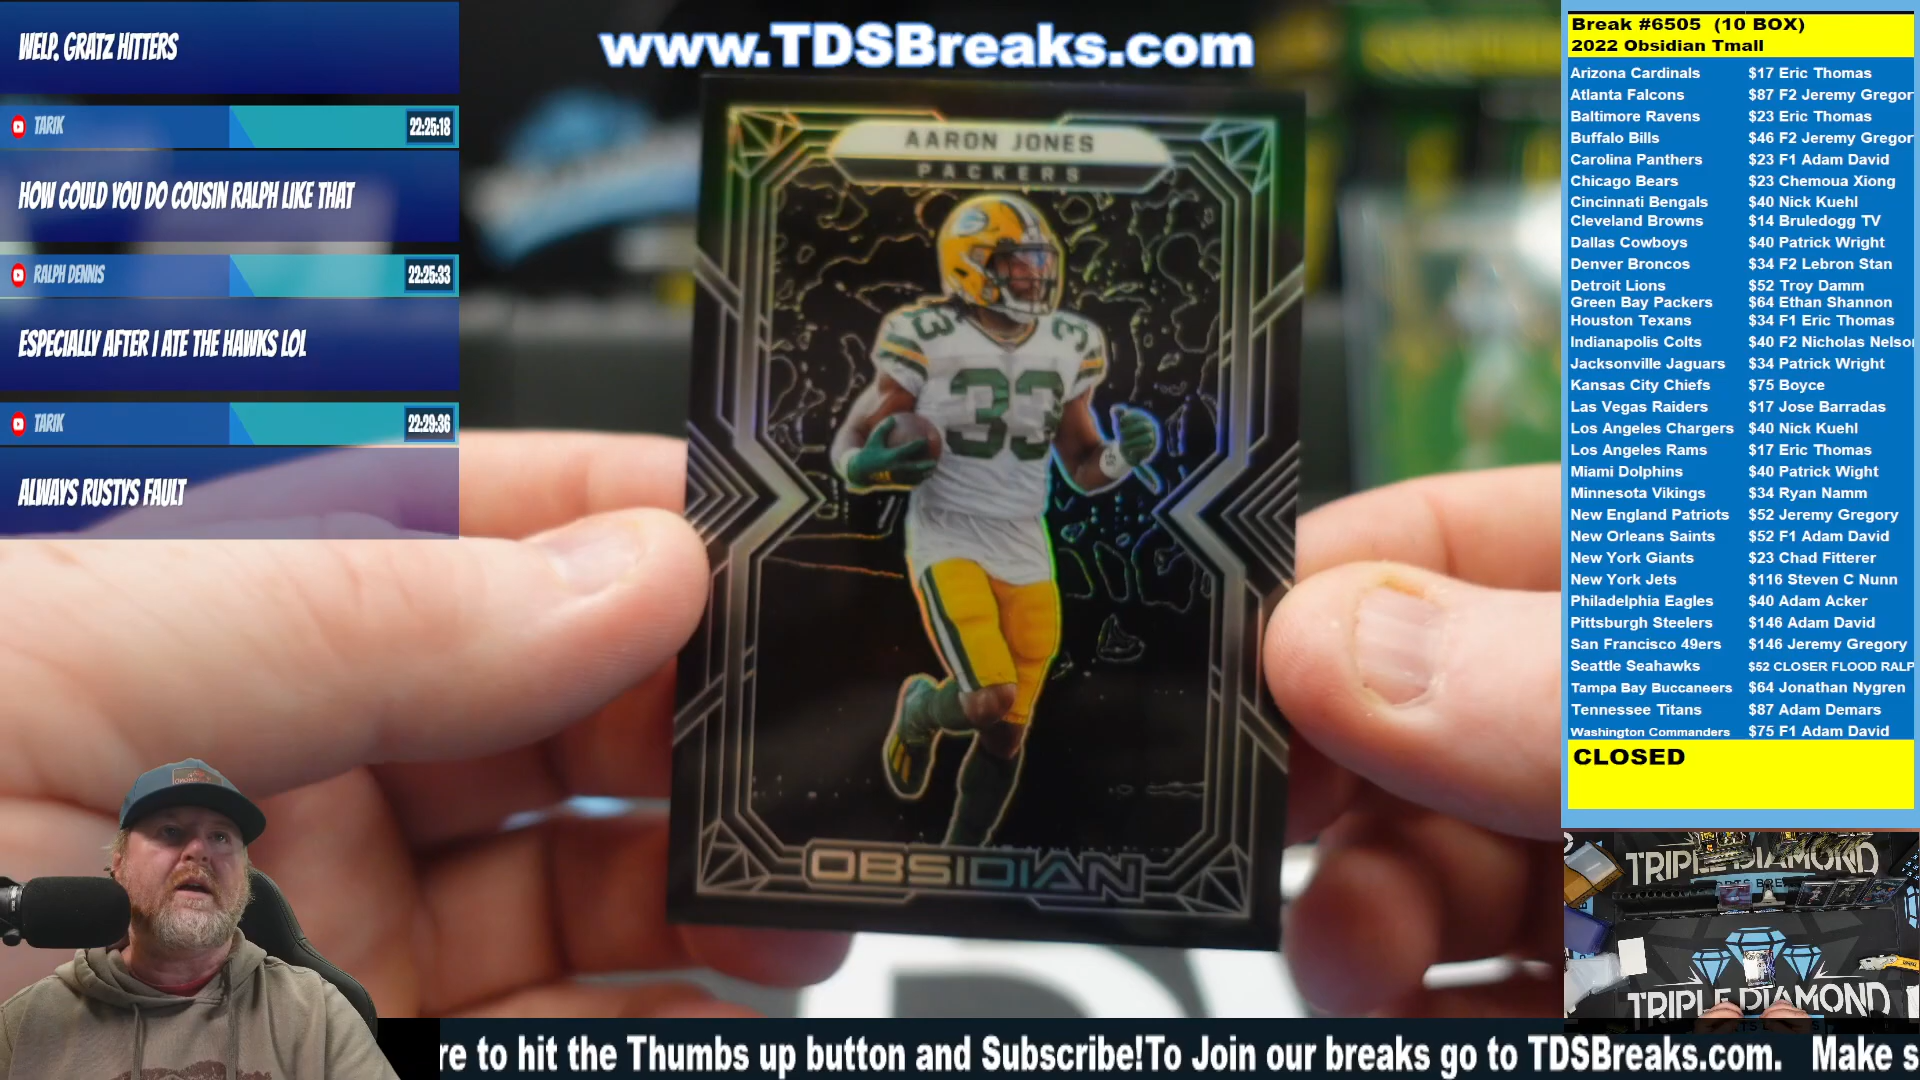 WELP. GRATZ HITTERS
TARIK
22:25:18
HOW COULD YOU DO COUSIN RALPH LIKE THAT
RALPH DENNIS
22:25:33
ESPECIALLY AFTER I ATE THE HAWKS LOL
TARIK
22:29:36
ALWAYS RUSTYS FAULT
www.TDSBreaks.com
AARON JONES
PACKERS
33
33
OBSIDIAN
Break #6505 (10 BOX)
2022 Obsidian Tmall
Arizona Cardinals $17 Eric Thomas
Atlanta Falcons $87 F2 Jeremy Gregor
Baltimore Ravens $23 Eric Thomas
Buffalo Bills $46 F2 Jeremy Gregor
Carolina Panthers $23 F1 Adam David
Chicago Bears $23 Chemoua Xiong
Cincinnati Bengals $40 Nick Kuehl
Cleveland Browns $14 Bruledogg TV
Dallas Cowboys $40 Patrick Wright
Denver Broncos $34 F2 Lebron Stan
Detroit Lions $52 Troy Damm
Green Bay Packers $64 Ethan Shannon
Houston Texans $34 F1 Eric Thomas
Indianapolis Colts $40 F2 Nicholas Nelso
Jacksonville Jaguars $34 Patrick Wright
Kansas City Chiefs $75 Boyce
Las Vegas Raiders $17 Jose Barradas
Los Angeles Chargers $40 Nick Kuehl
Los Angeles Rams $17 Eric Thomas
Miami Dolphins $40 Patrick Wight
Minnesota Vikings $34 Ryan Namm
New England Patriots $52 Jeremy Gregory
New Orleans Saints $52 F1 Adam David
New York Giants $23 Chad Fitterer
New York Jets $116 Steven C Nunn
Philadelphia Eagles $40 Adam Acker
Pittsburgh Steelers $146 Adam David
San Francisco 49ers $146 Jeremy Gregory
Seattle Seahawks $52 CLOSER FLOOD RALP
Tampa Bay Buccaneers $64 Jonathan Nygren
Tennessee Titans $87 Adam Demars
Washington Commanders $75 F1 Adam David
CLOSED
TRIPLE DIAMOND
TRIPLE DIAMOND
re to hit the Thumbs up button and Subscribe!To Join our breaks go to TDSBreaks.com. Make s